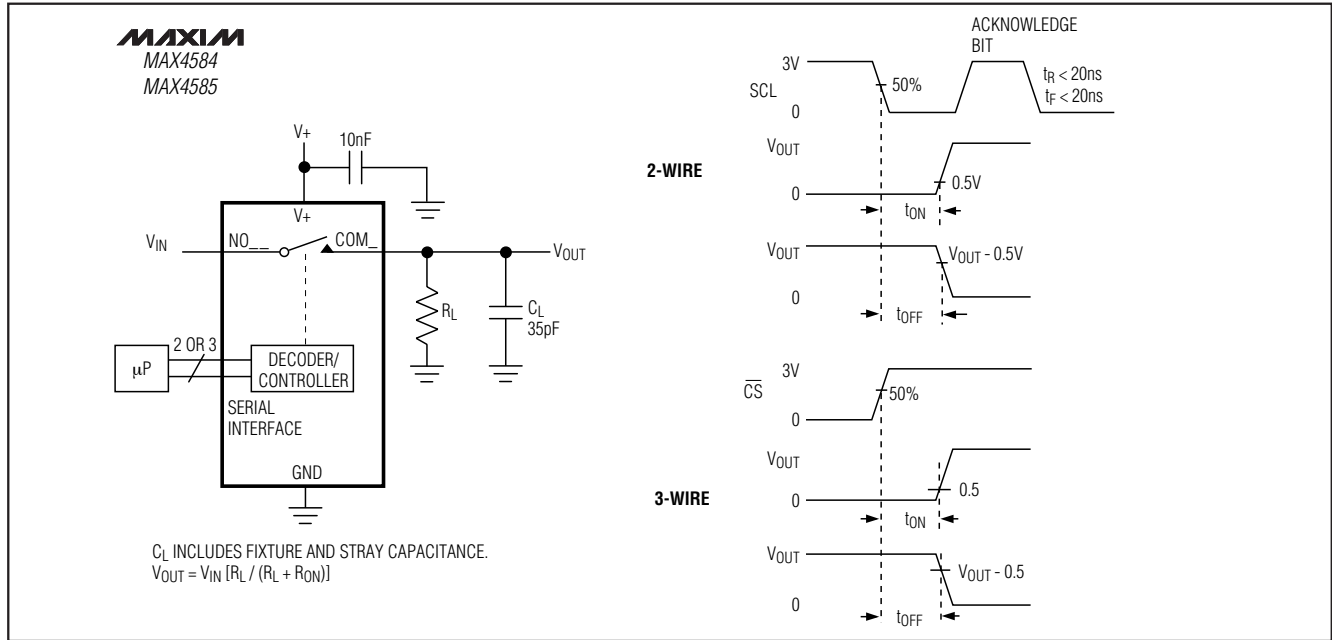 MAXIM
MAX4584
MAX4585
V+
10nF
V+
VIN
NO__
COM_
VOUT
RL
CL
35pF
2 OR 3
µP
DECODER/
CONTROLLER
SERIAL
INTERFACE
GND
CL INCLUDES FIXTURE AND STRAY CAPACITANCE.
VOUT = VIN [RL / (RL + RON)]
ACKNOWLEDGE
BIT
3V
SCL
0
50%
tR < 20ns
tF < 20ns
2-WIRE
VOUT
0
0.5V
tON
VOUT
0
VOUT - 0.5V
tOFF
3V
CS
0
50%
3-WIRE
VOUT
0
0.5
tON
VOUT
0
VOUT - 0.5
tOFF